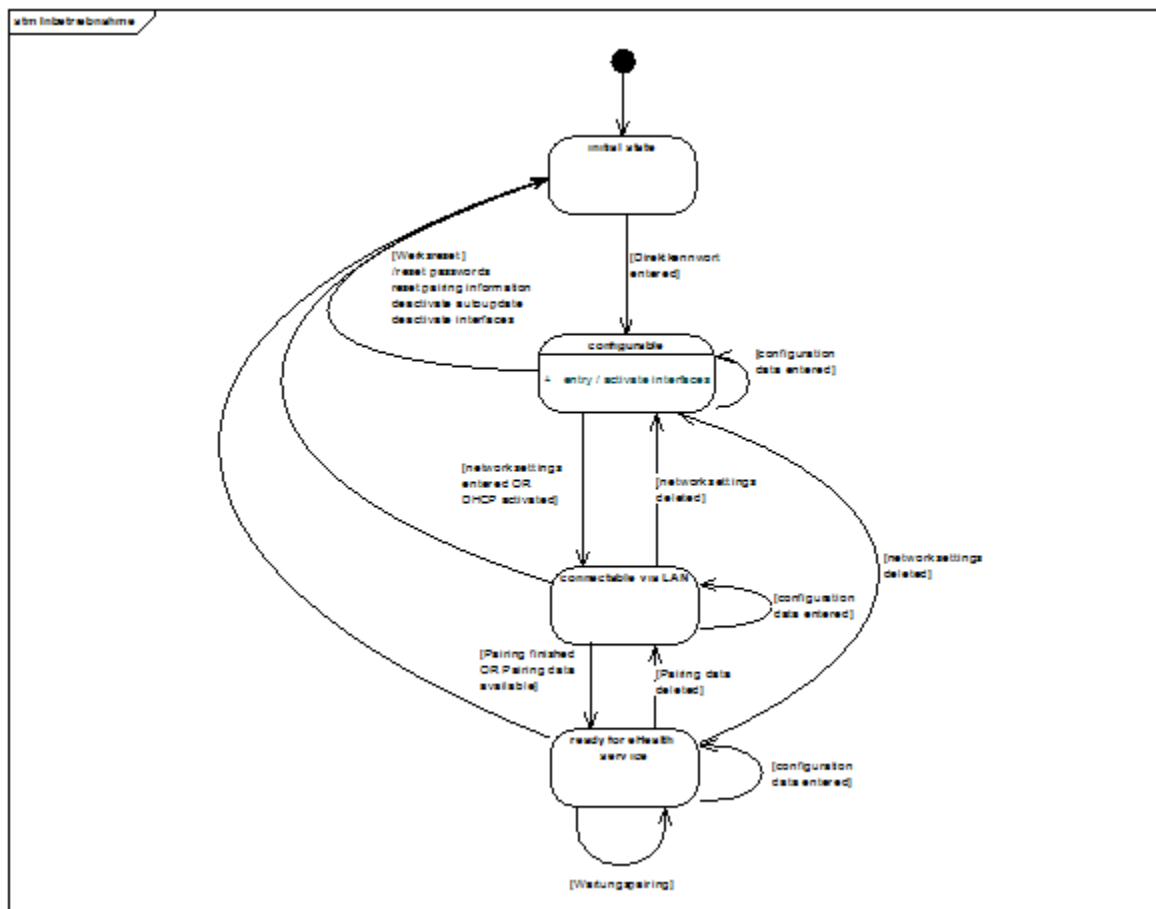 stm Inbetriebnahme
initial state
[Werksreset]
/reset passwords
reset pairing information
deactivate autoupdate
deactivate interfaces
[Direktkennwort
entered]
configurable
+ entry / activate interfaces
[configuration
data entered]
[networksettings
entered OR
DHCP activated]
[networksettings
deleted]
[networksettings
deleted]
connectable via LAN
[configuration
data entered]
[Pairing finished
OR Pairing data
available]
[Pairing data
deleted]
ready for eHealth
service
[configuration
data entered]
[Wartungspairing]